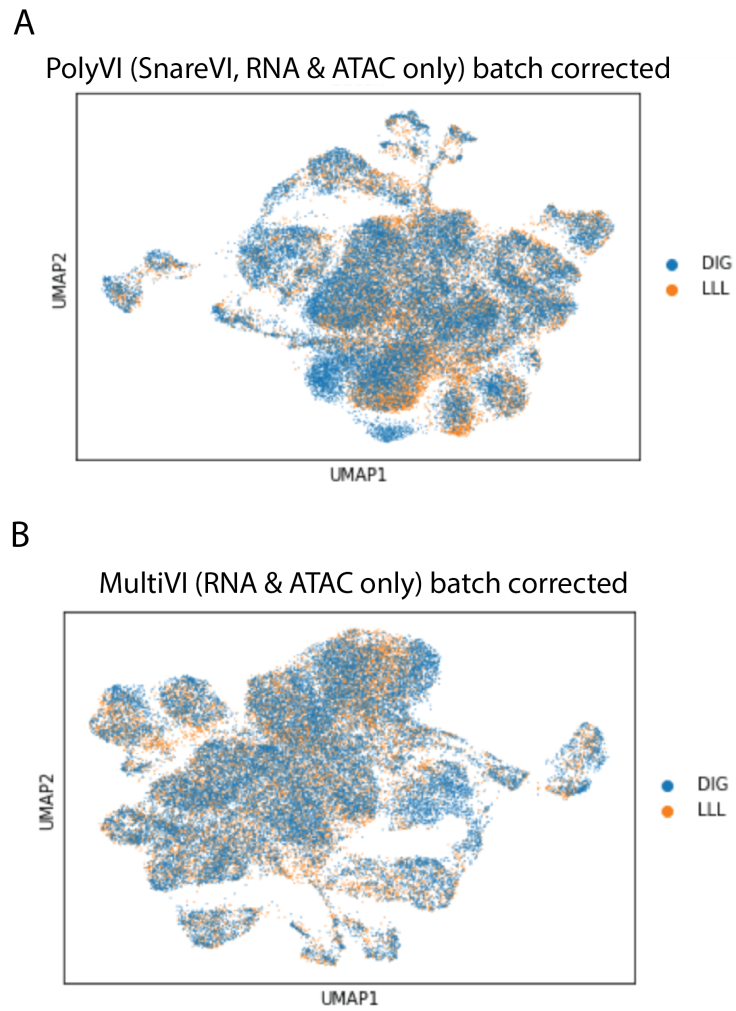 A
PolyVI (SnareVI, RNA & ATAC only) batch corrected
UMAP2
DIG
LLL
UMAP1
B
MultiVI (RNA & ATAC only) batch corrected
UMAP2
DIG
LLL
UMAP1